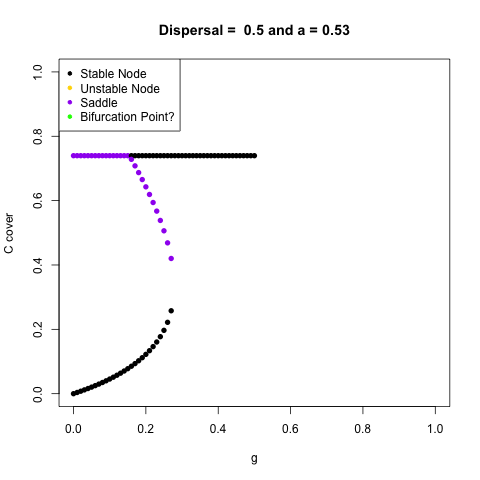 Dispersal =  0.5 and a = 0.53
Stable Node
Unstable Node
Saddle
Bifurcation Point?
C cover
1.0
0.8
0.6
0.4
0.2
0.0
0.0 0.2 0.4 0.6 0.8 1.0
g